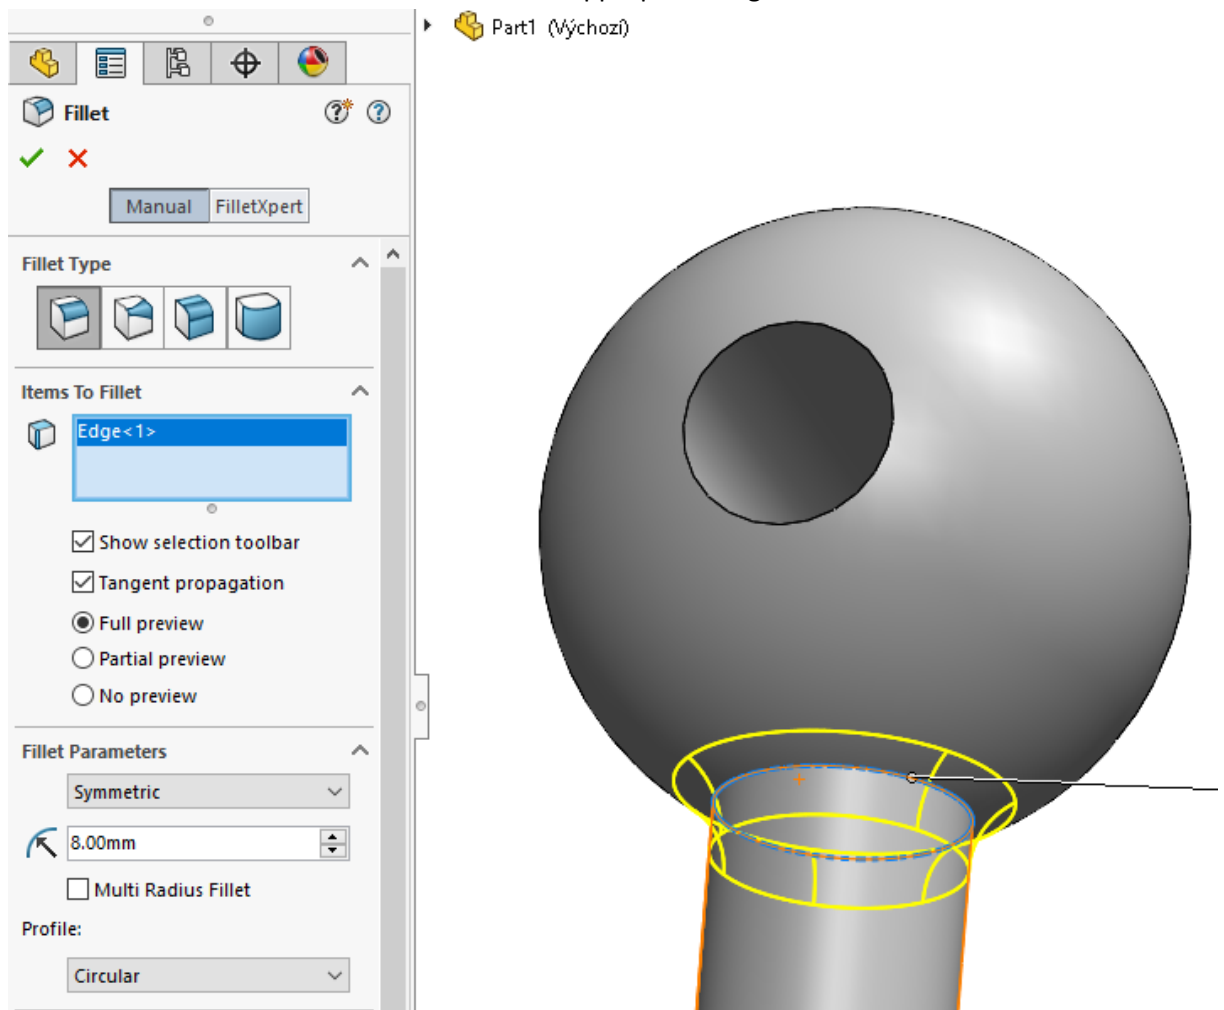 Part1 (Výchozí)
Fillet
Manual FilletXpert
Fillet Type
Items To Fillet
Edge<1>
Show selection toolbar
Tangent propagation
Full preview
Partial preview
No preview
Fillet Parameters
Symmetric
8.00mm
Multi Radius Fillet
Profile:
Circular